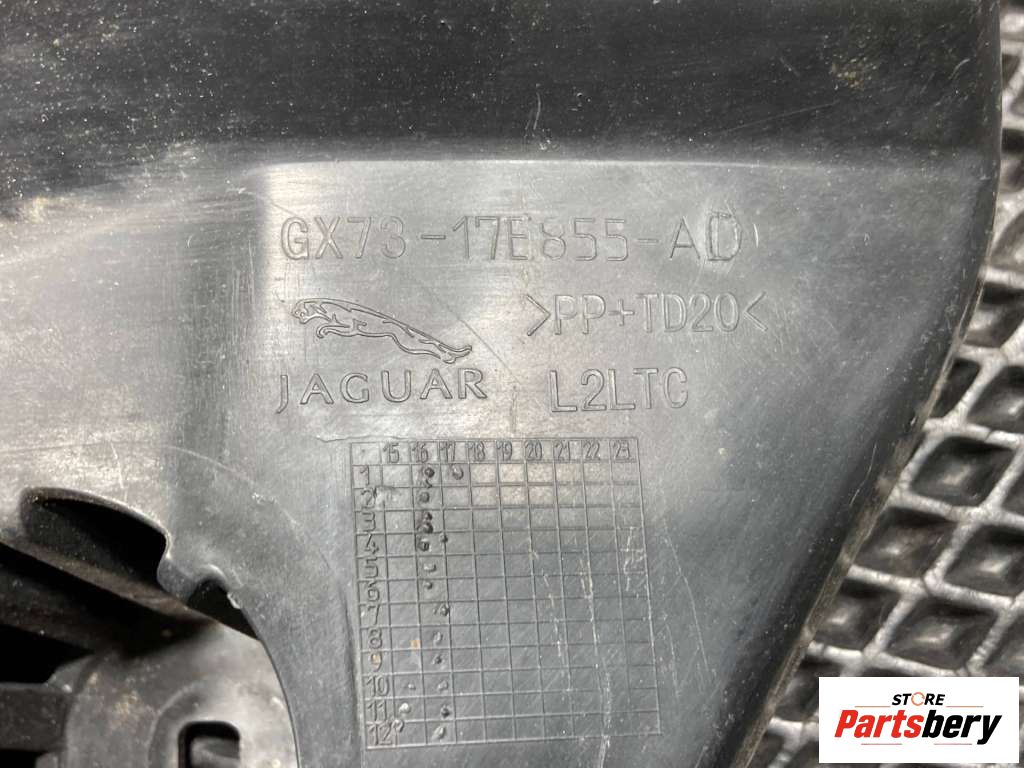 GX73-17E855-AD
>PP+TD20<
JAGUAR
L2LTC
15 16 17 18 19 20 21 22 23
1
2
3
4
5
6
7
8
9
10
11
12
STORE
Partsbery